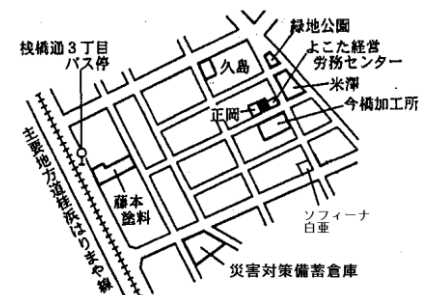 緑地公園
桟橋通3丁目
バス停
よこた経営
労務センター
久島
米澤
正岡
今橋加工所
主要地方道桂浜はりまや線
藤本
塗料
ソフィーナ
白亜
災害対策備蓄倉庫